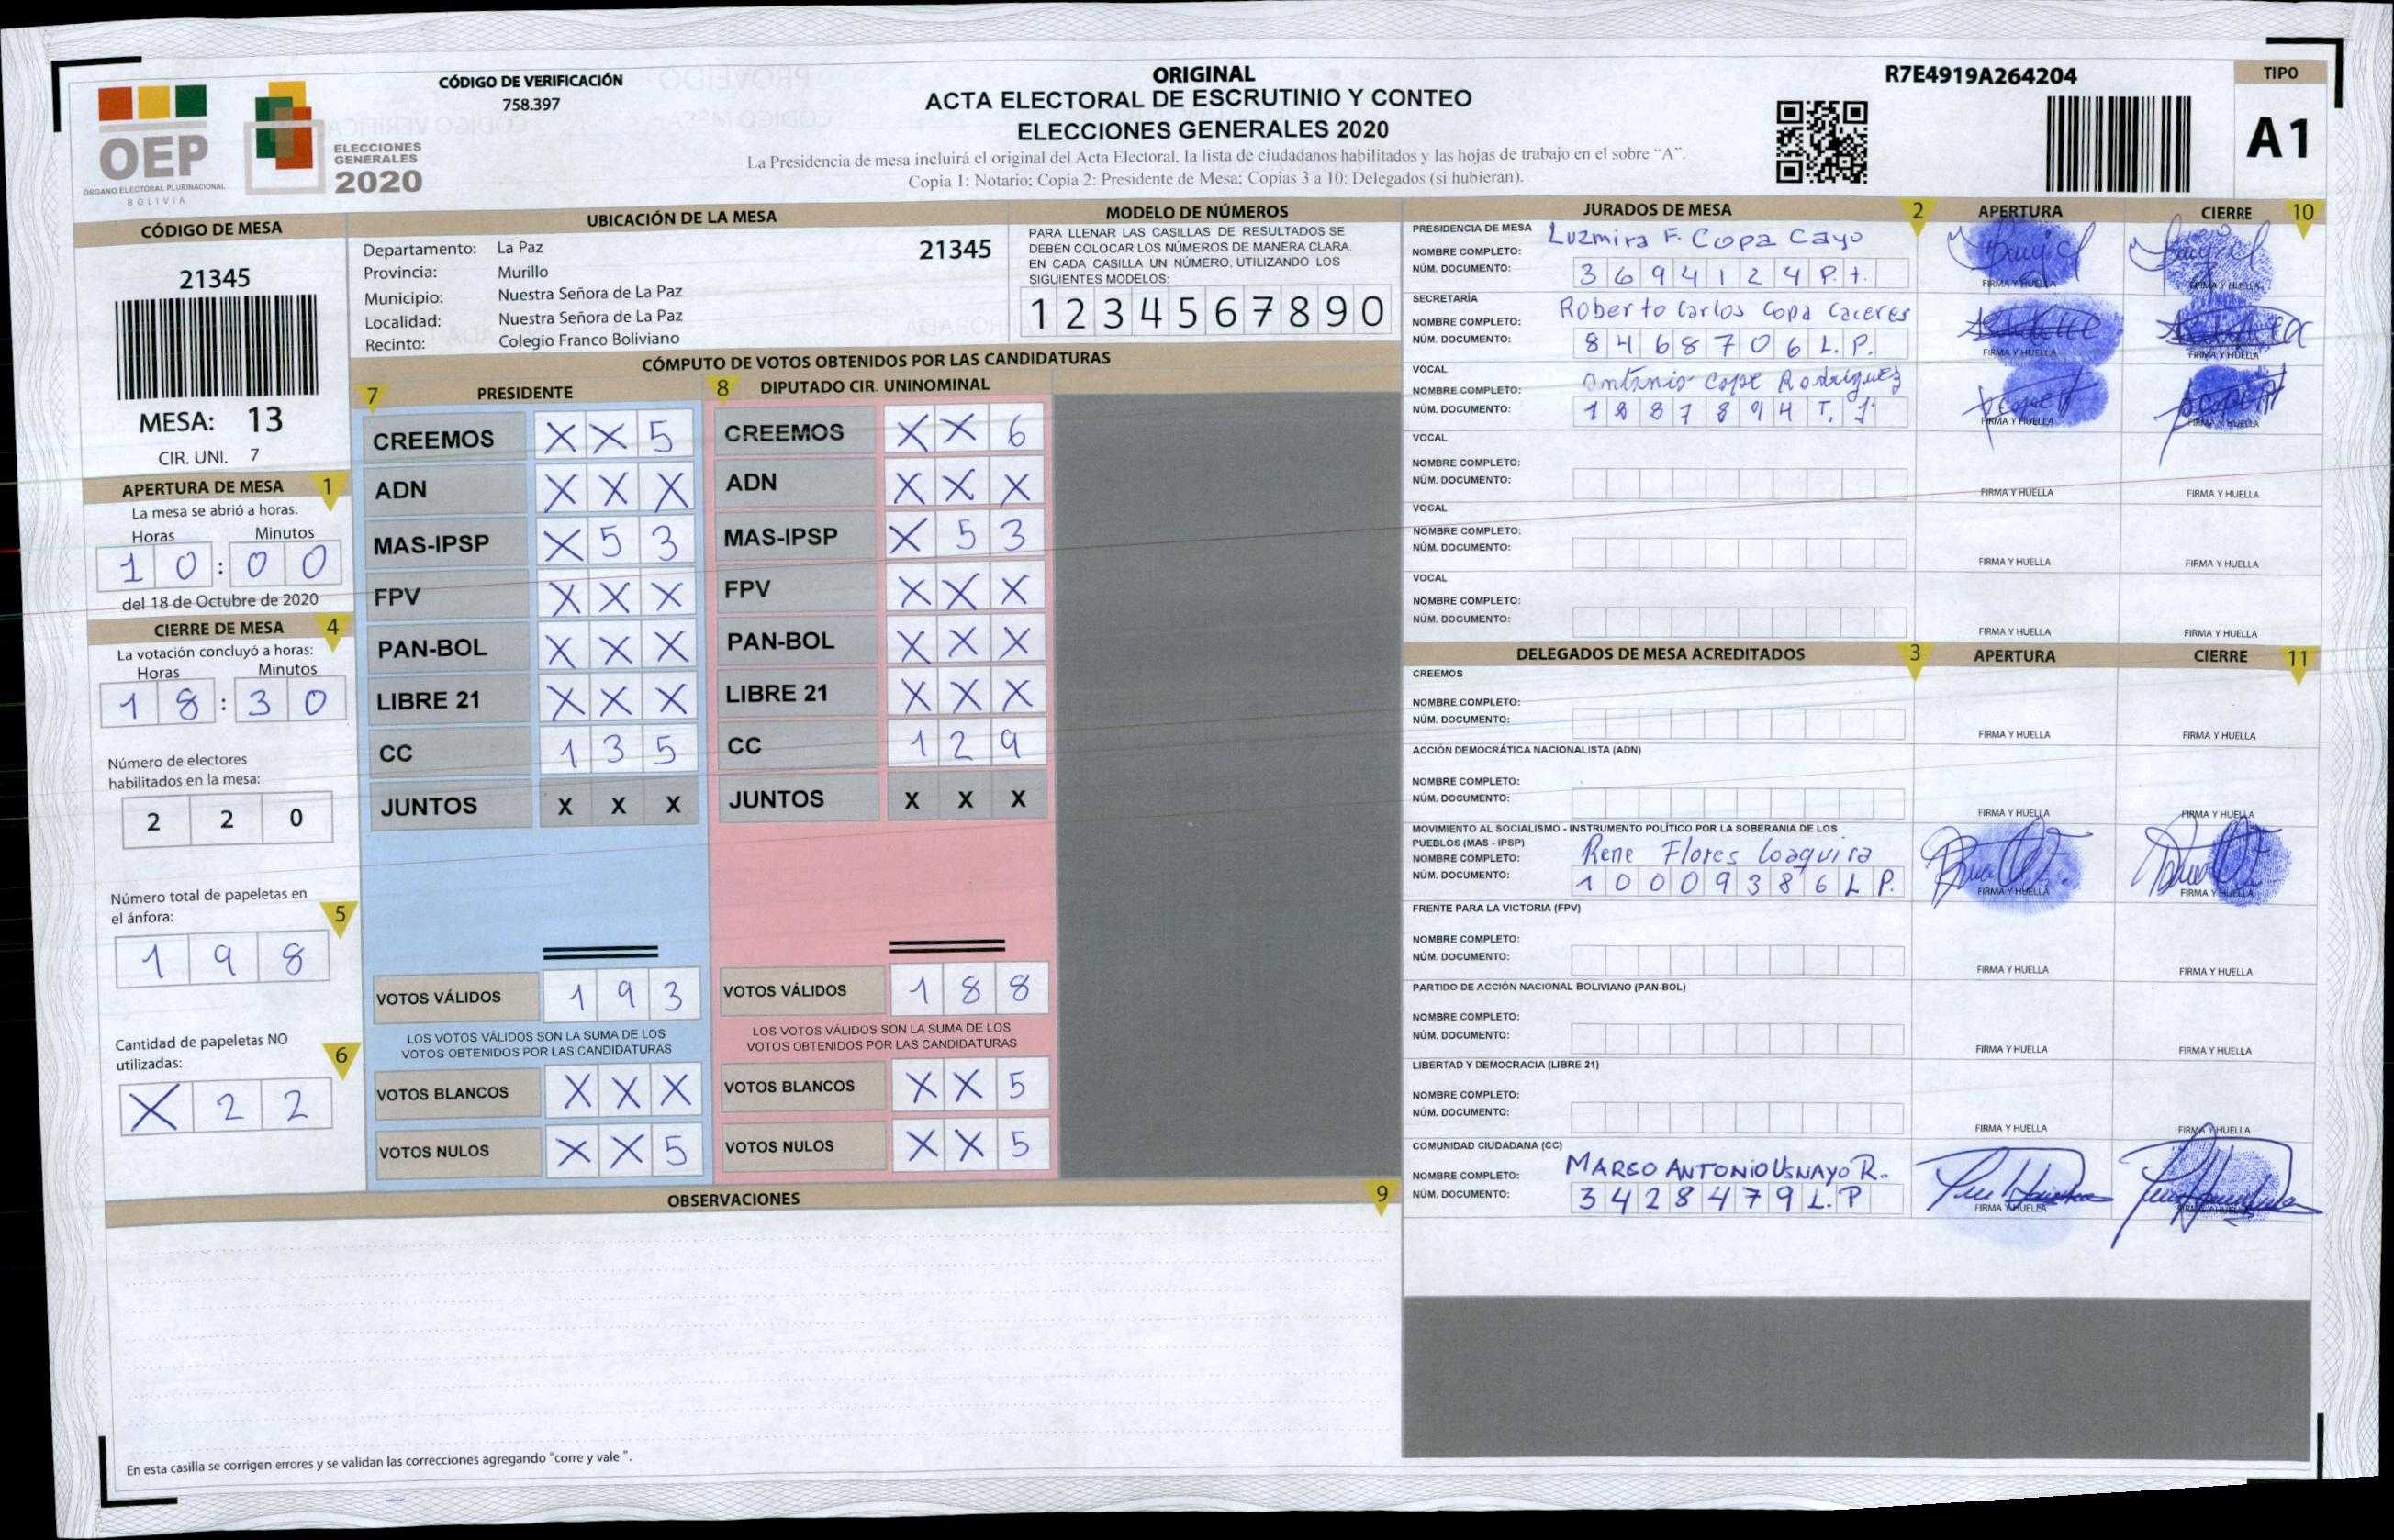 CÓDIGO DE VERIFICACIÓN
758.397
ORIGINAL
ACTA ELECTORAL DE ESCRUTINIO Y CONTEO
ELECCIONES GENERALES 2020
La Presidencia de mesa incluirá el original del Acta Electoral, la lista de ciudadanos habilitados y las hojas de trabajo en el sobre “A”.
Copia 1: Notario; Copia 2: Presidente de Mesa; Copias 3 a 10: Delegados (si hubieran).
R7E4919A264204
TIPO
A1
OEP
ÓRGANO ELECTORAL PLURINACIONAL
BOLIVIA
ELECCIONES
GENERALES
2020
CÓDIGO DE MESA
21345
MESA: 13
CIR. UNI. 7
APERTURA DE MESA 1
La mesa se abrió a horas:
Horas Minutos
1 0 : 0 0
del 18 de Octubre de 2020
CIERRE DE MESA 4
La votación concluyó a horas:
Horas Minutos
1 8 : 3 0
Número de electores
habilitados en la mesa:
2 2 0
Número total de papeletas en
el ánfora: 5
1 9 8
Cantidad de papeletas NO
utilizadas: 6
X 2 2
UBICACIÓN DE LA MESA
Departamento: La Paz 21345
Provincia: Murillo
Municipio: Nuestra Señora de La Paz
Localidad: Nuestra Señora de La Paz
Recinto: Colegio Franco Boliviano
MODELO DE NÚMEROS
PARA LLENAR LAS CASILLAS DE RESULTADOS SE
DEBEN COLOCAR LOS NÚMEROS DE MANERA CLARA.
EN CADA CASILLA UN NÚMERO, UTILIZANDO LOS
SIGUIENTES MODELOS:
1 2 3 4 5 6 7 8 9 0
CÓMPUTO DE VOTOS OBTENIDOS POR LAS CANDIDATURAS
7 PRESIDENTE
CREEMOS X X 5
ADN X X X
MAS-IPSP X 5 3
FPV X X X
PAN-BOL X X X
LIBRE 21 X X X
CC 1 3 5
JUNTOS X X X
VOTOS VÁLIDOS 1 9 3
LOS VOTOS VÁLIDOS SON LA SUMA DE LOS
VOTOS OBTENIDOS POR LAS CANDIDATURAS
VOTOS BLANCOS X X X
VOTOS NULOS X X 5
8 DIPUTADO CIR. UNINOMINAL
CREEMOS X X 6
ADN X X X
MAS-IPSP X 5 3
FPV X X X
PAN-BOL X X X
LIBRE 21 X X X
CC 1 2 9
JUNTOS X X X
VOTOS VÁLIDOS 1 8 8
LOS VOTOS VÁLIDOS SON LA SUMA DE LOS
VOTOS OBTENIDOS POR LAS CANDIDATURAS
VOTOS BLANCOS X X 5
VOTOS NULOS X X 5
OBSERVACIONES 9
En esta casilla se corrigen errores y se validan las correcciones agregando "corre y vale ".
JURADOS DE MESA 2 APERTURA CIERRE 10
PRESIDENCIA DE MESA
NOMBRE COMPLETO: Luzmira F. Copa Cayo
NÚM. DOCUMENTO: 3 6 9 4 1 2 4 P. t.
FIRMA Y HUELLA FIRMA Y HUELLA
SECRETARÍA
NOMBRE COMPLETO: Roberto Carlos Copa Caceres
NÚM. DOCUMENTO: 8 4 6 8 7 0 6 L. P.
FIRMA Y HUELLA FIRMA Y HUELLA
VOCAL
NOMBRE COMPLETO: Antonio Cope Rodriguez
NÚM. DOCUMENTO: 1 8 8 7 8 9 4 T. J.
FIRMA Y HUELLA FIRMA Y HUELLA
VOCAL
NOMBRE COMPLETO:
NÚM. DOCUMENTO:
FIRMA Y HUELLA FIRMA Y HUELLA
VOCAL
NOMBRE COMPLETO:
NÚM. DOCUMENTO:
FIRMA Y HUELLA FIRMA Y HUELLA
VOCAL
NOMBRE COMPLETO:
NÚM. DOCUMENTO:
FIRMA Y HUELLA FIRMA Y HUELLA
DELEGADOS DE MESA ACREDITADOS 3 APERTURA CIERRE 11
CREEMOS
NOMBRE COMPLETO:
NÚM. DOCUMENTO:
FIRMA Y HUELLA FIRMA Y HUELLA
ACCIÓN DEMOCRÁTICA NACIONALISTA (ADN)
NOMBRE COMPLETO:
NÚM. DOCUMENTO:
FIRMA Y HUELLA FIRMA Y HUELLA
MOVIMIENTO AL SOCIALISMO - INSTRUMENTO POLÍTICO POR LA SOBERANIA DE LOS
PUEBLOS (MAS - IPSP)
NOMBRE COMPLETO: Rene Flores Loaquira
NÚM. DOCUMENTO: 1 0 0 0 9 3 8 6 L P.
FIRMA Y HUELLA FIRMA Y HUELLA
FRENTE PARA LA VICTORIA (FPV)
NOMBRE COMPLETO:
NÚM. DOCUMENTO:
FIRMA Y HUELLA FIRMA Y HUELLA
PARTIDO DE ACCIÓN NACIONAL BOLIVIANO (PAN-BOL)
NOMBRE COMPLETO:
NÚM. DOCUMENTO:
FIRMA Y HUELLA FIRMA Y HUELLA
LIBERTAD Y DEMOCRACIA (LIBRE 21)
NOMBRE COMPLETO:
NÚM. DOCUMENTO:
FIRMA Y HUELLA FIRMA Y HUELLA
COMUNIDAD CIUDADANA (CC)
NOMBRE COMPLETO: MARCO ANTONIO USNAYO R.
NÚM. DOCUMENTO: 3 4 2 8 4 7 9 L. P
FIRMA Y HUELLA